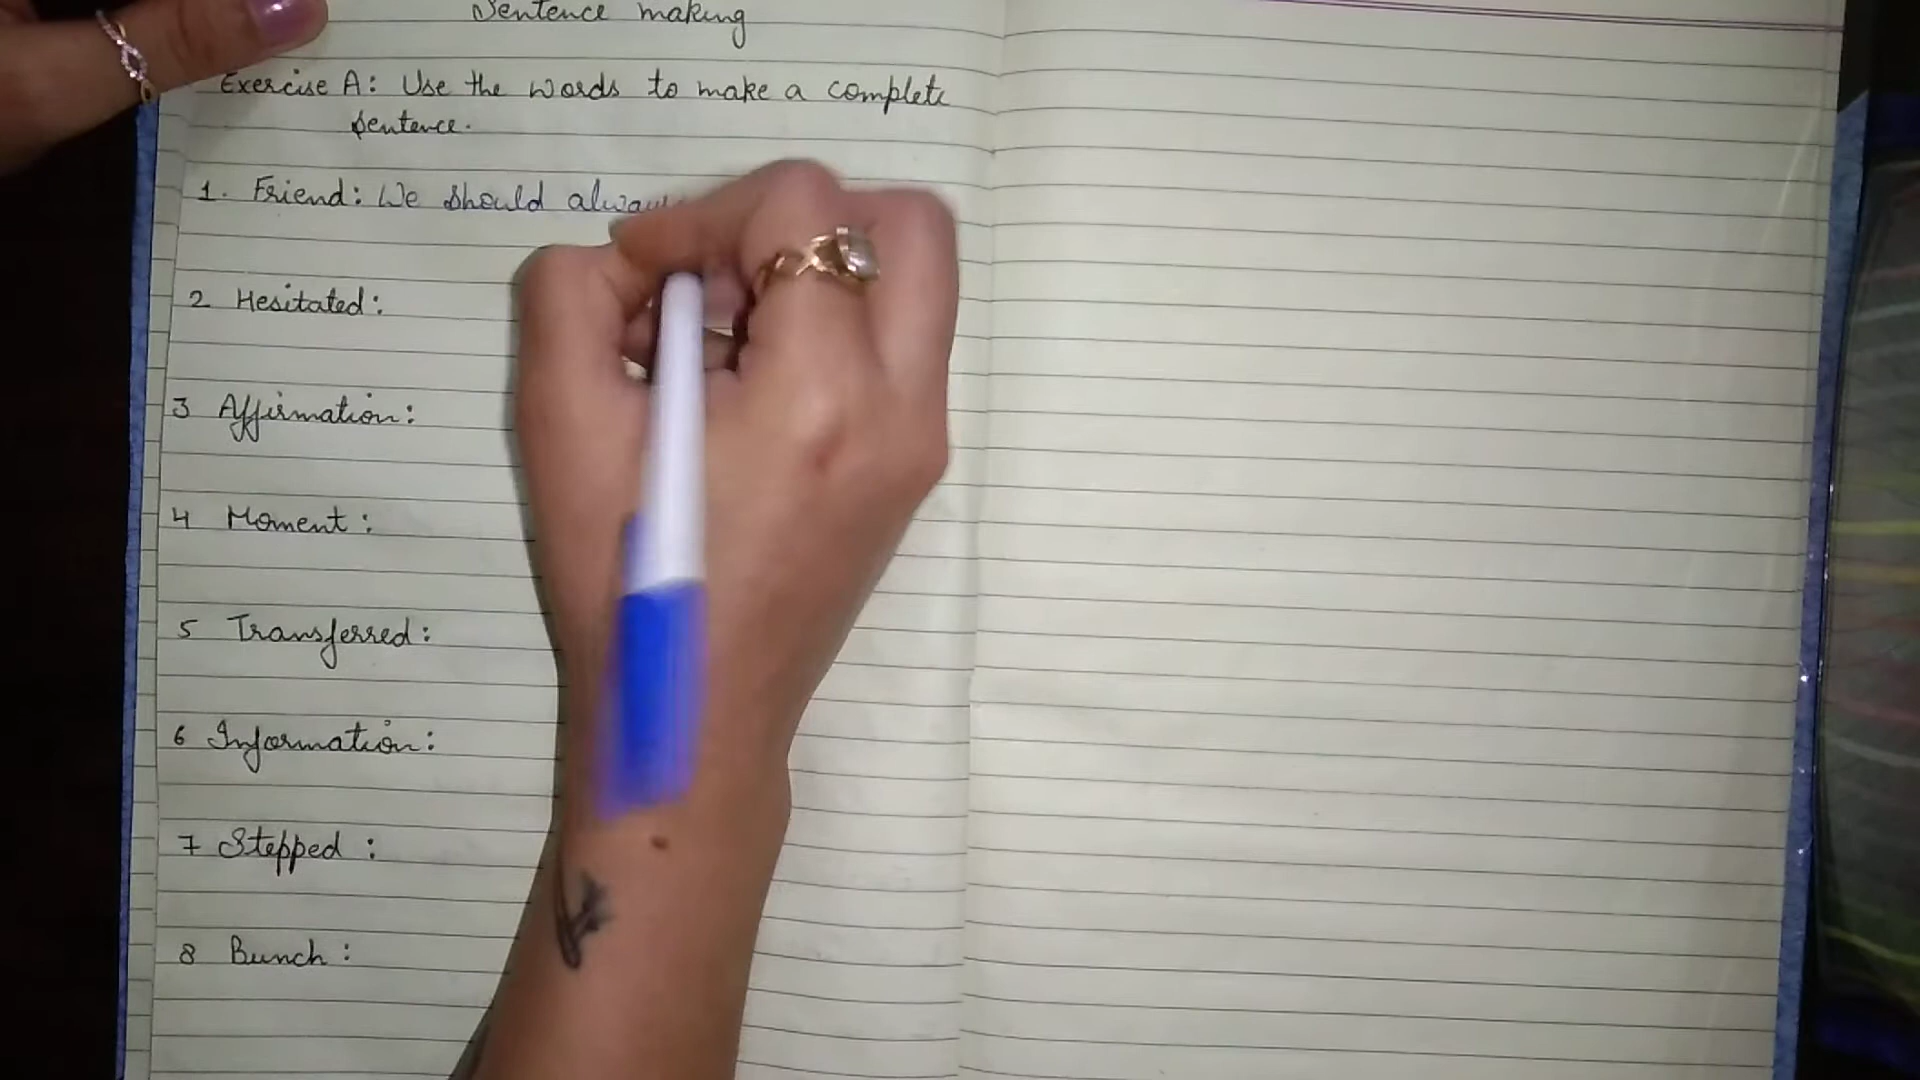 Sentence making
Exercise A: Use the words to make a complete
sentence.
1. Friend: We should always
2 Hesitated:
3 Affirmation:
4 Moment:
5 Transferred:
6 Information:
7 Stepped:
8 Bunch: